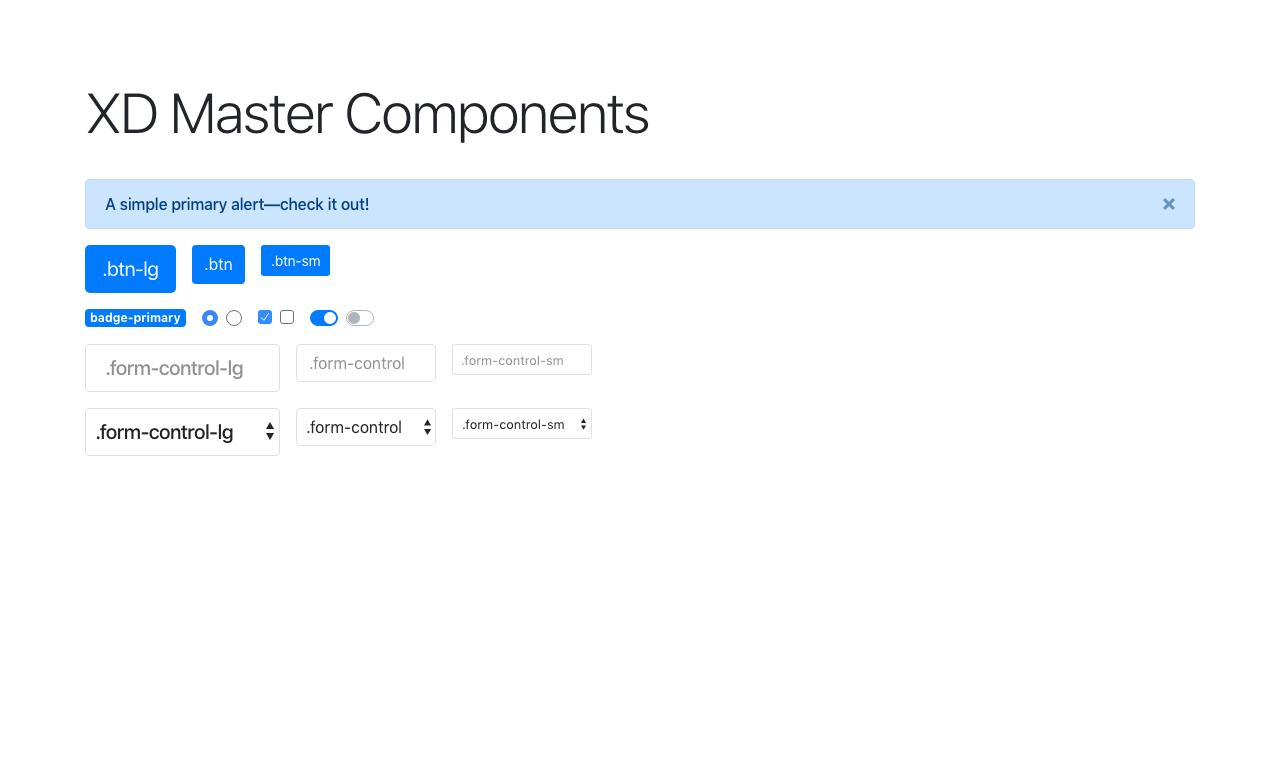 XD Master Components
A simple primary alert—check it out!
.btn-lg .btn .btn-sm
badge-primary
.form-control-lg .form-control .form-control-sm
.form-control-lg .form-control .form-control-sm